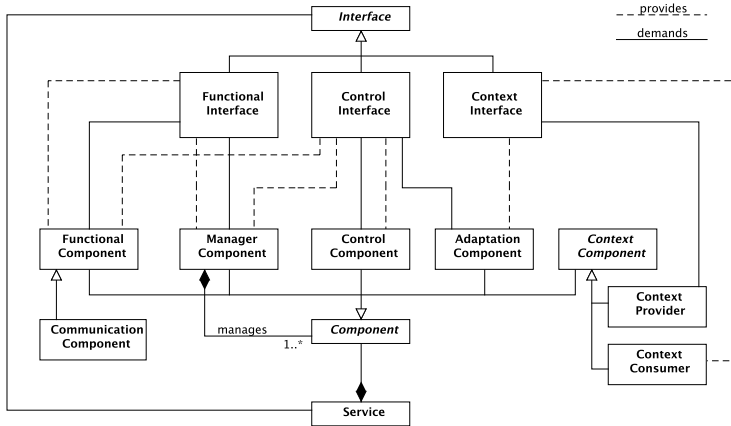 Interface
provides
demands
Functional
Interface
Control
Interface
Context
Interface
Functional
Component
Manager
Component
Control
Component
Adaptation
Component
Context
Component
Context
Provider
Communication
Component
manages
1..*
Component
Context
Consumer
Service